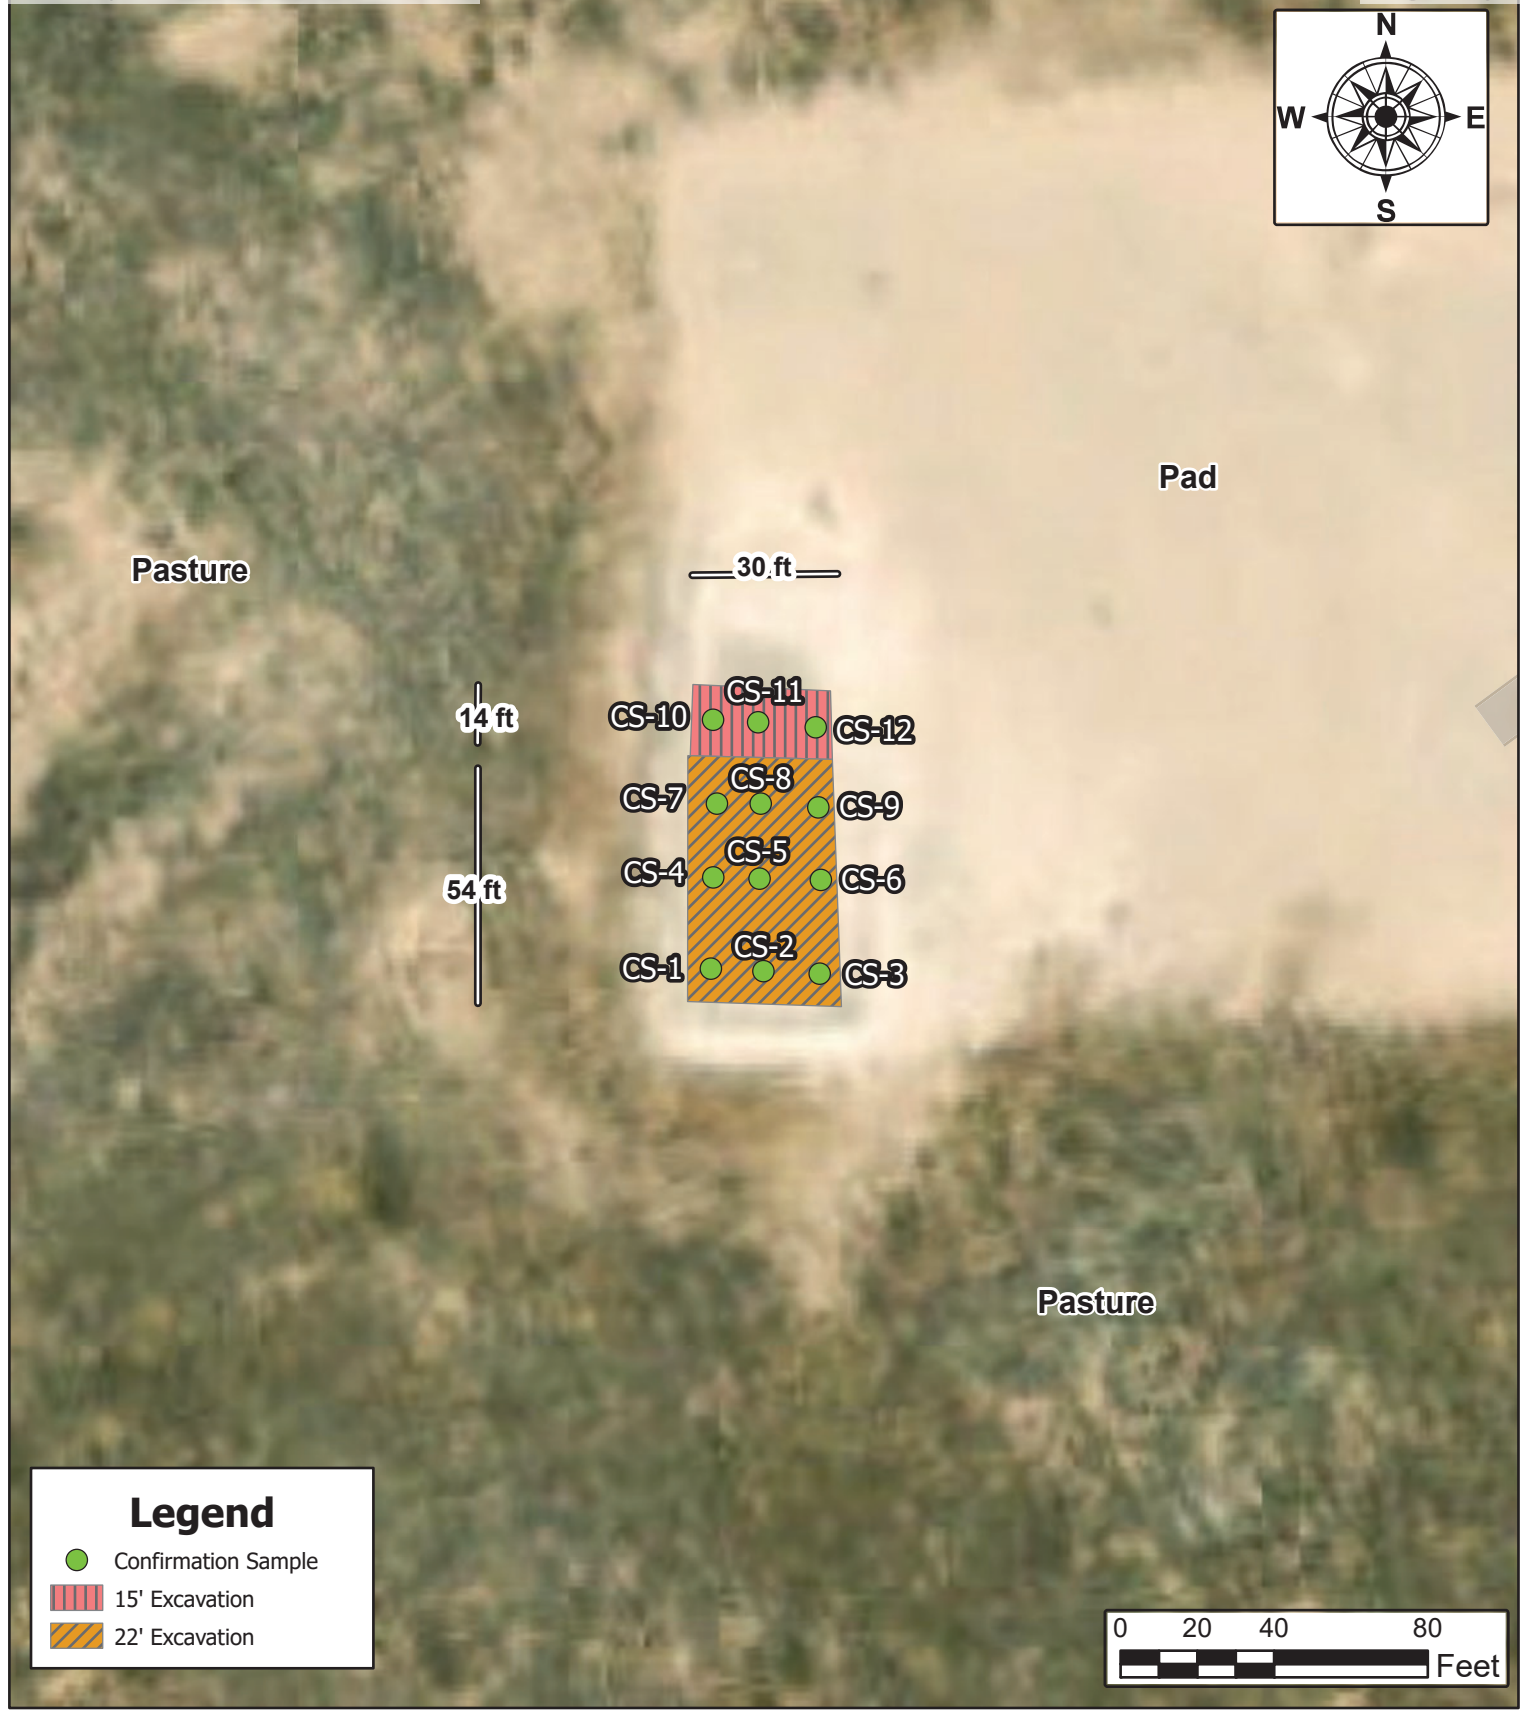 N
W E
S
Pad
Pasture
30 ft
14 ft
CS-10
CS-11
CS-12
CS-7
CS-8
CS-9
54 ft
CS-4
CS-5
CS-6
CS-1
CS-2
CS-3
Pasture
Legend
Confirmation Sample
15' Excavation
22' Excavation
0 20 40 80
Feet